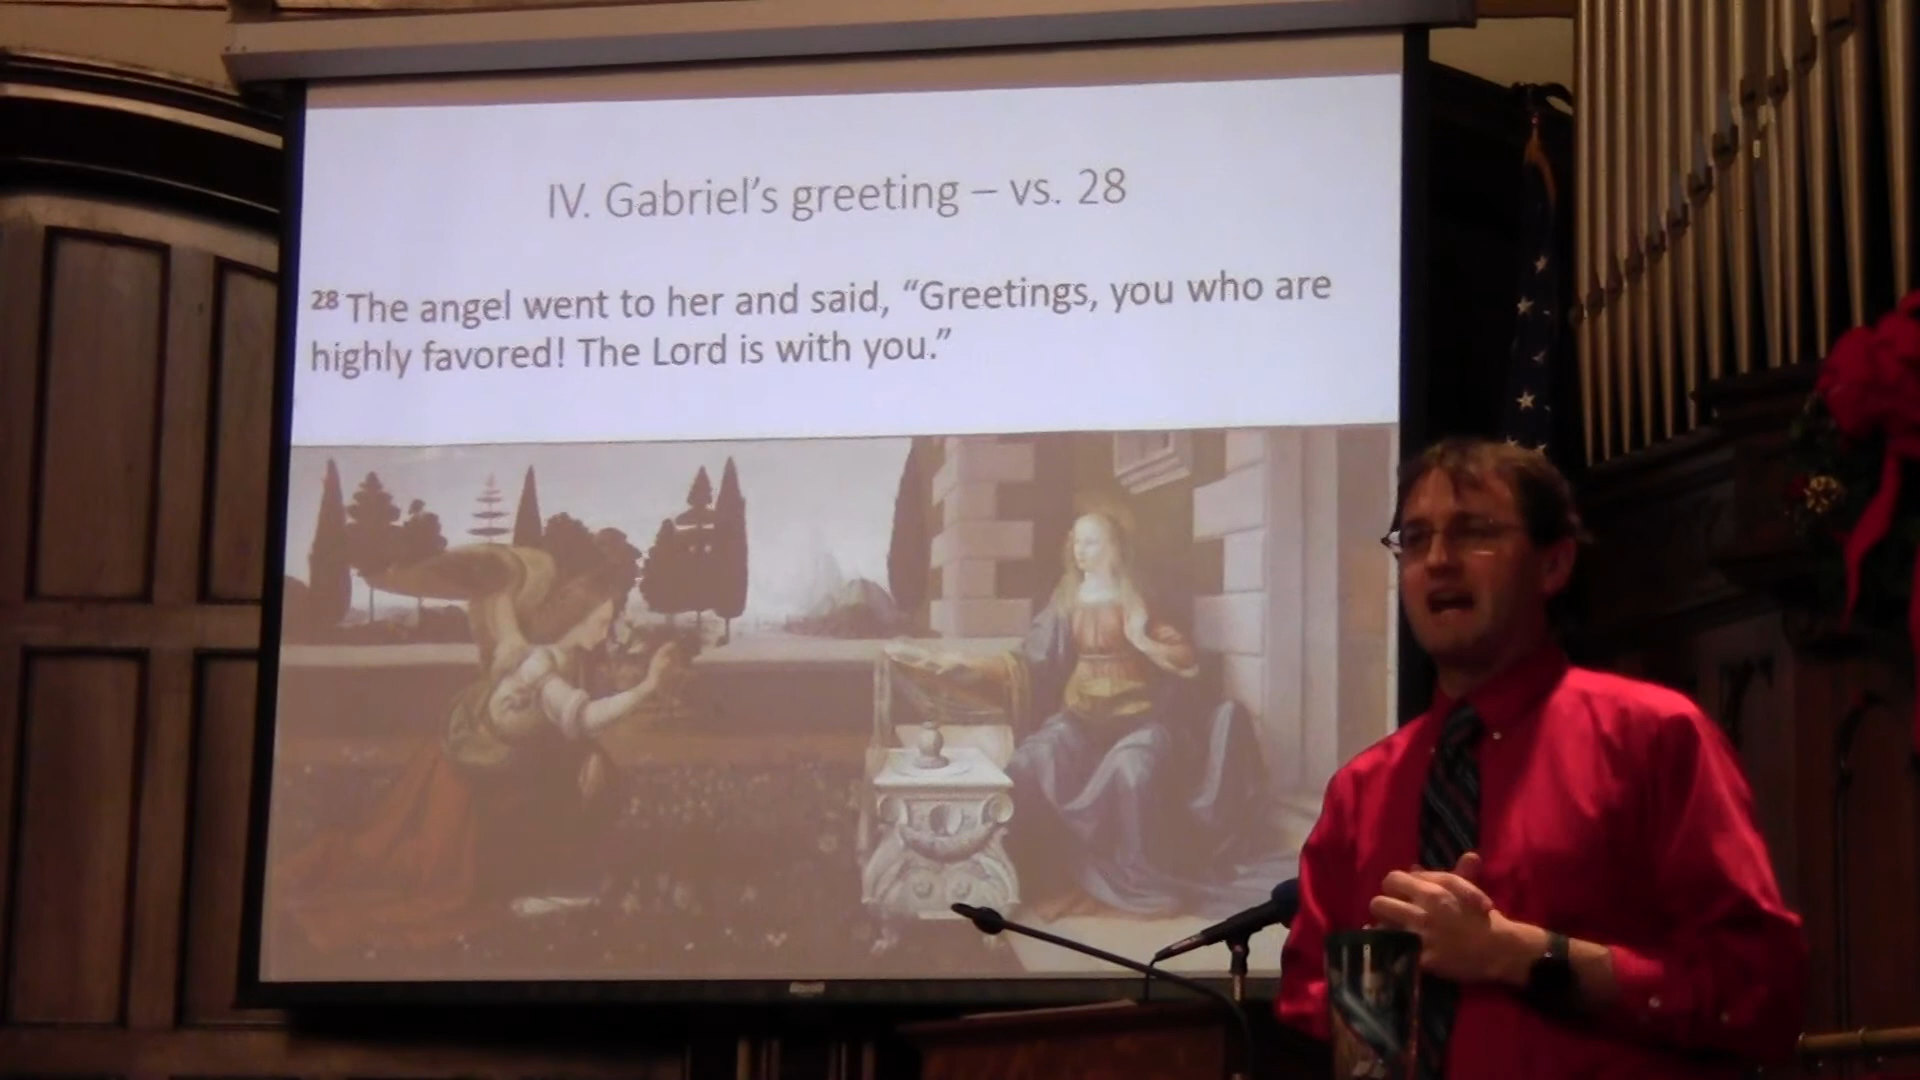 IV. Gabriel’s greeting – vs. 28
28 The angel went to her and said, “Greetings, you who are
highly favored! The Lord is with you.”